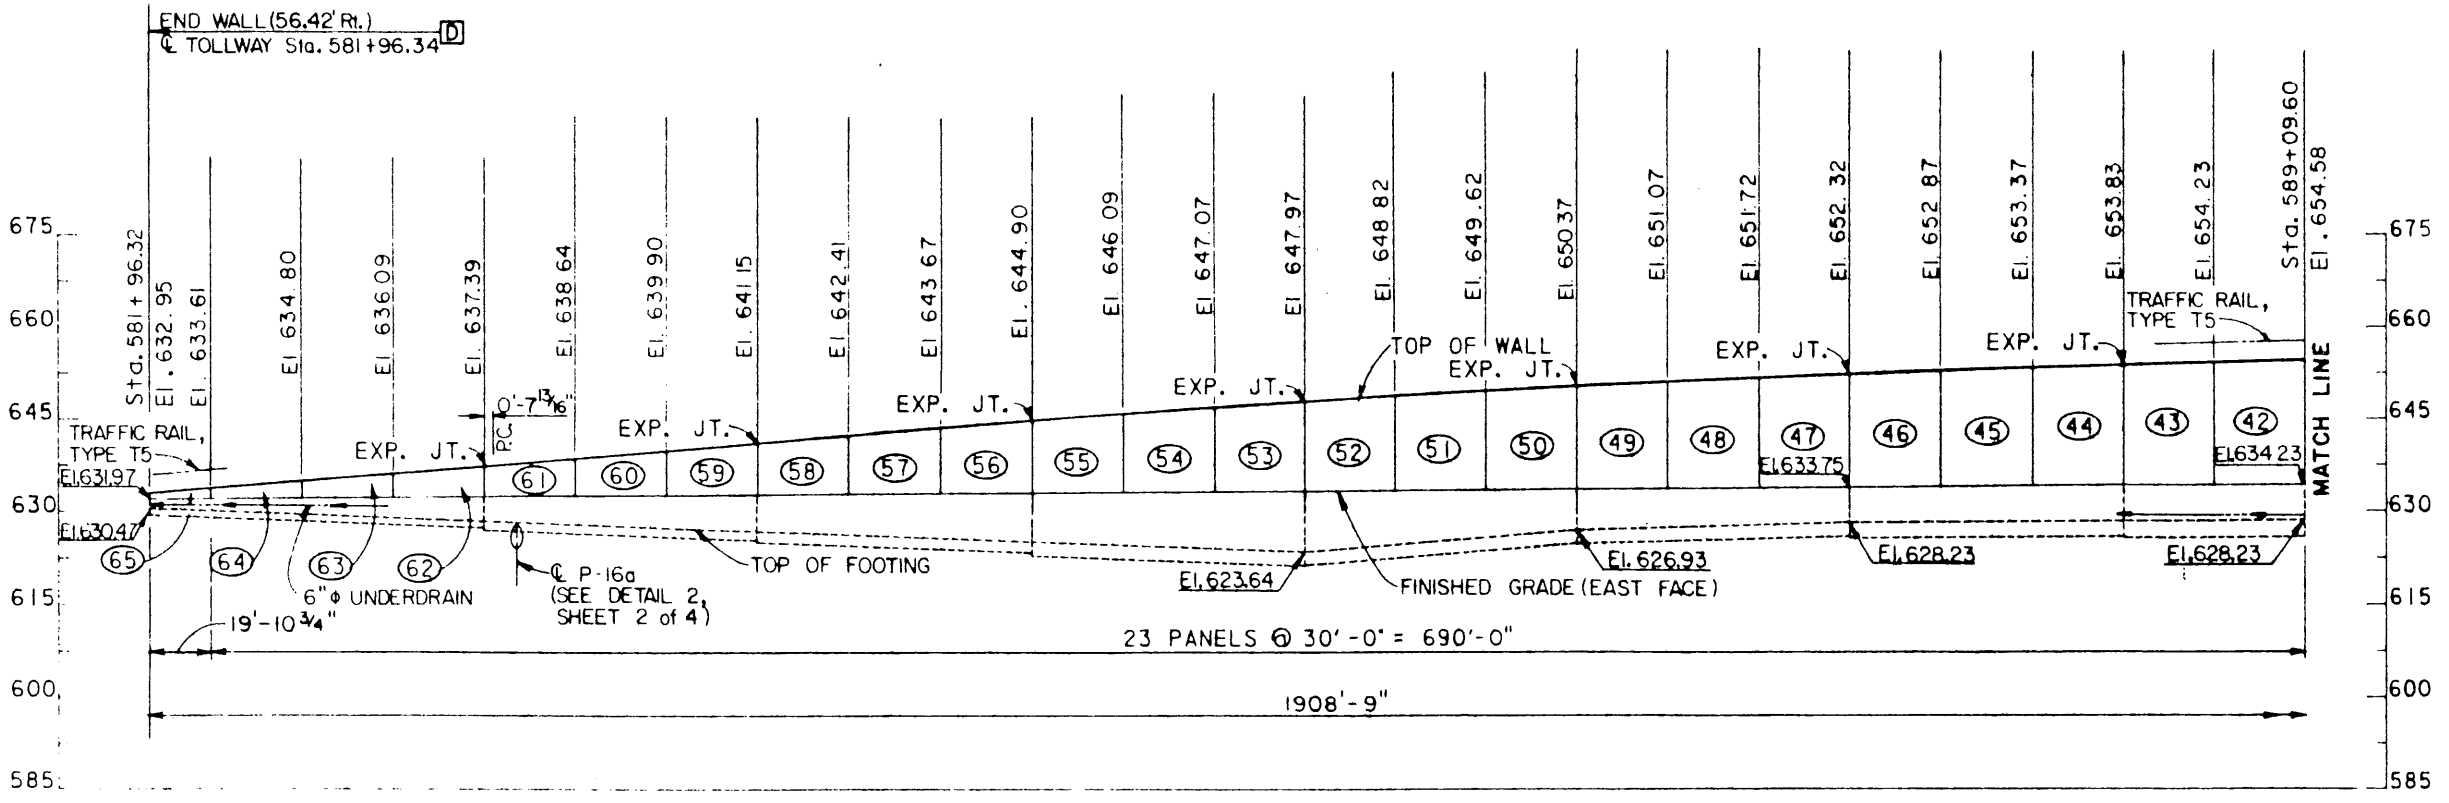 END WALL (56.42' Rt.)
℄ TOLLWAY Sta. 581+96.34
D
Sta. 581 + 96.32
El. 632.95
El. 633.61
El 634.80
El. 636.09
El. 637.39
El. 638.64
El. 639.90
El. 641.15
El. 642.41
El. 643.67
El. 644.90
El. 646.09
El. 647.07
El 647.97
El. 648.82
El. 649.62
El. 650.37
El. 651.07
El. 651.72
El. 652.32
El. 652.87
El. 653.37
El. 653.83
El. 654.23
Sta. 589+09.60
El. 654.58
675
660
645
630
615
600
585
675
660
645
630
615
600
585
TRAFFIC RAIL,
TYPE T5
TRAFFIC RAIL,
TYPE T5
TOP OF WALL
EXP. JT.
EXP. JT.
EXP. JT.
EXP. JT.
EXP. JT.
EXP. JT.
EXP. JT.
0'-7 13/16"
P.C.
El.631.97
El.630.47
65
64
63
62
61
60
59
58
57
56
55
54
53
52
51
50
49
48
47
46
45
44
43
42
El.633.75
El.634.23
MATCH LINE
6"φ UNDERDRAIN
℄ P-16a
(SEE DETAIL 2,
SHEET 2 of 4)
TOP OF FOOTING
El.623.64
FINISHED GRADE (EAST FACE)
El. 626.93
El.628.23
El.628.23
19'-10 3/4"
23 PANELS @ 30'-0" = 690'-0"
1908'-9"